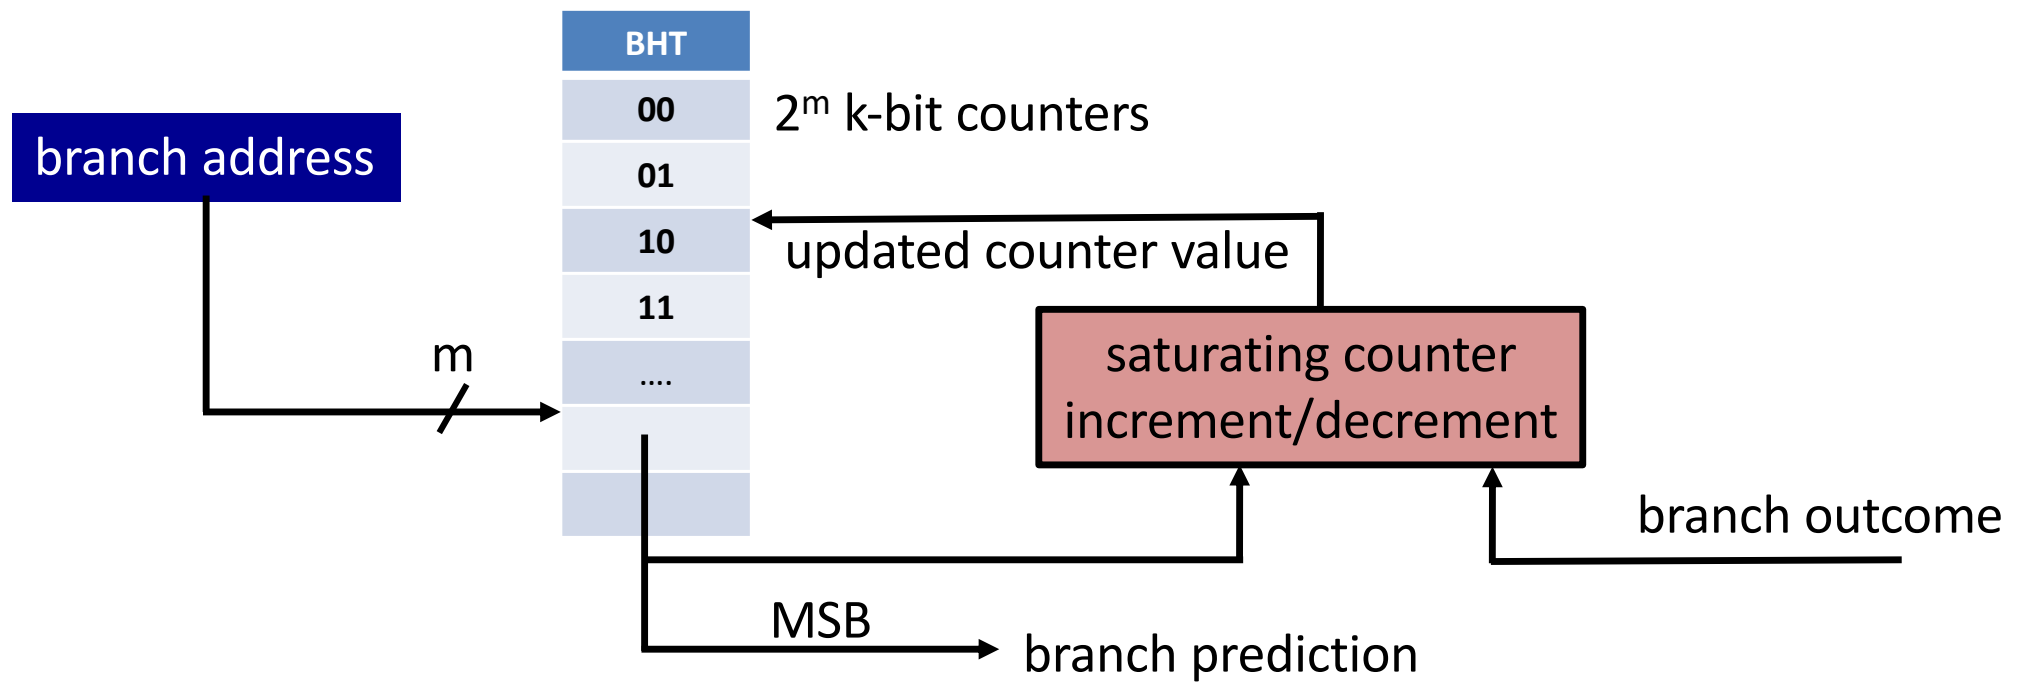 BHT
00
2ᵐ k-bit counters
branch address
01
10
updated counter value
11
m
saturating counter
increment/decrement
....
branch outcome
MSB
branch prediction